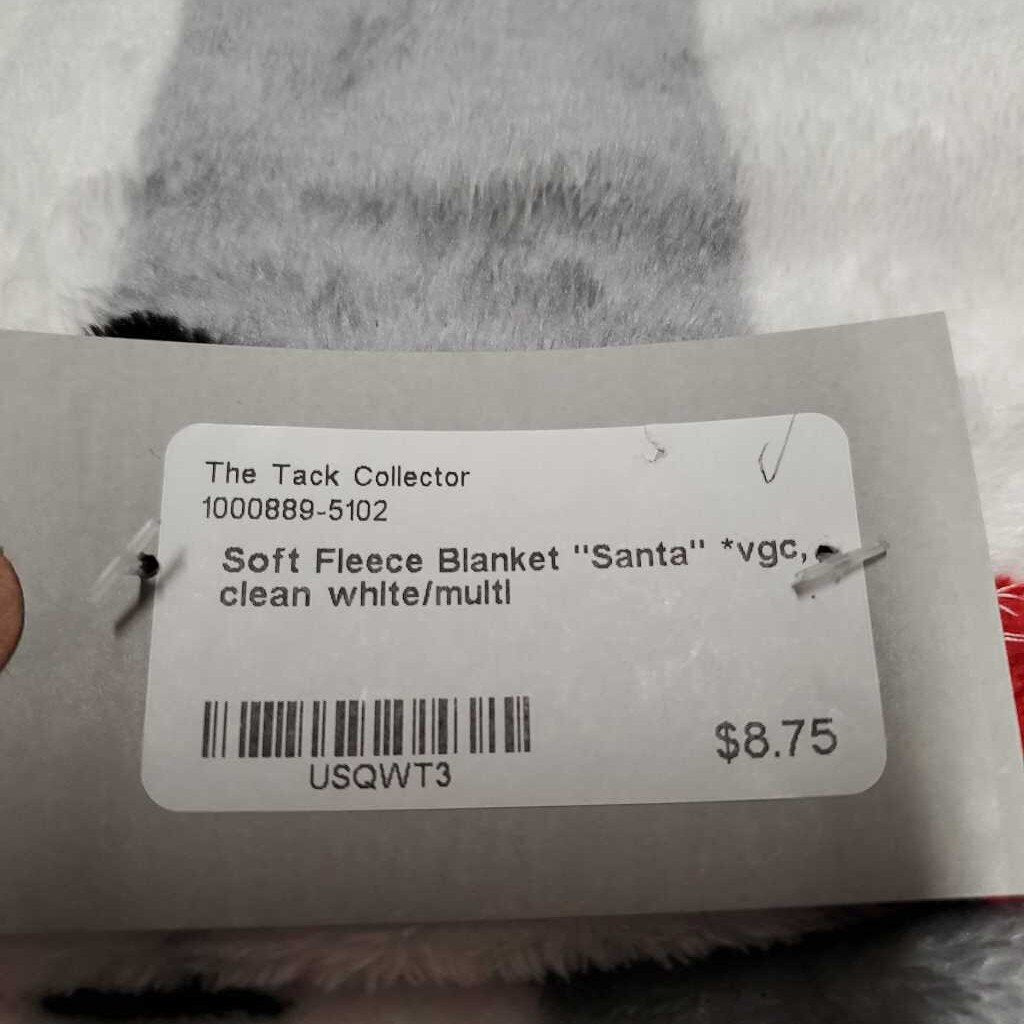 The Tack Collector
1000889-5102
Soft Fleece Blanket "Santa" *vgc,
clean white/multi
USQWT3
$8.75